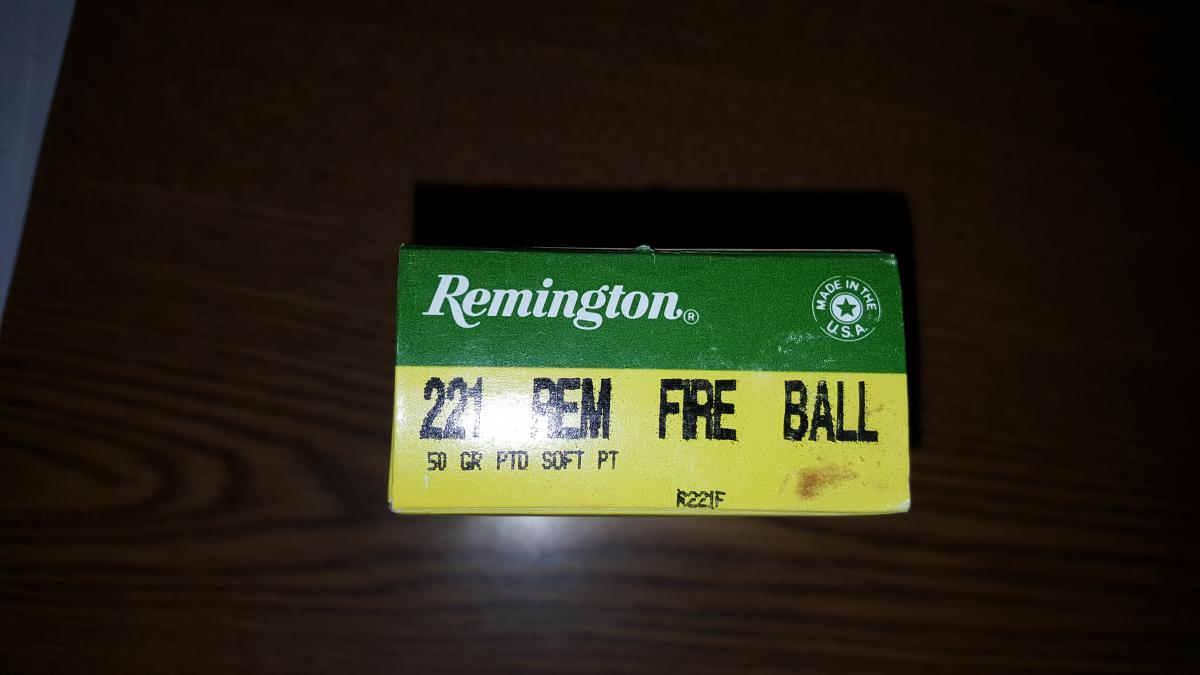 Remington®
MADE IN THE
U.S.A.
221 REM FIRE BALL
50 GR PTD SOFT PT
R221F